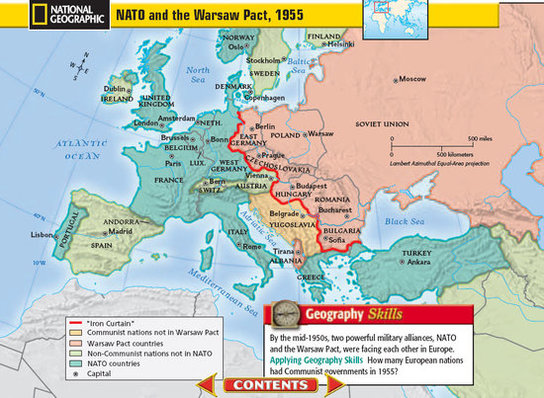 NATIONAL
GEOGRAPHIC
NATO and the Warsaw Pact, 1955
NORWAY
Oslo
FINLAND
Helsinki
Stockholm
SWEDEN
Baltic
Sea
North
Sea
DENMARK
Copenhagen
Moscow
Dublin
IRELAND
UNITED
KINGDOM
London
Amsterdam
NETH.
Brussels
BELGIUM
Bonn
LUX.
Paris
FRANCE
WEST
GERMANY
EAST
GERMANY
Berlin
POLAND
Warsaw
SOVIET UNION
Prague
CZECHOSLOVAKIA
Vienna
AUSTRIA
Bern
SWITZ.
Budapest
HUNGARY
ROMANIA
Bucharest
Belgrade
YUGOSLAVIA
BULGARIA
Sofia
Tirana
ALBANIA
GREECE
ITALY
Rome
Adriatic
Sea
Black Sea
TURKEY
Ankara
ATLANTIC
OCEAN
ANDORRA
Madrid
SPAIN
PORTUGAL
Lisbon
Mediterranean Sea
N
S
E
W
50°N
40°N
0
500 miles
0
500 kilometers
Lambert Azimuthal Equal-Area projection
"Iron Curtain"
Communist nations not in Warsaw Pact
Warsaw Pact countries
Non-Communist nations not in NATO
NATO countries
Capital
Geography Skills
By the mid-1950s, two powerful military alliances, NATO
and the Warsaw Pact, were facing each other in Europe.
Applying Geography Skills How many European nations
had Communist governments in 1955?
CONTENTS